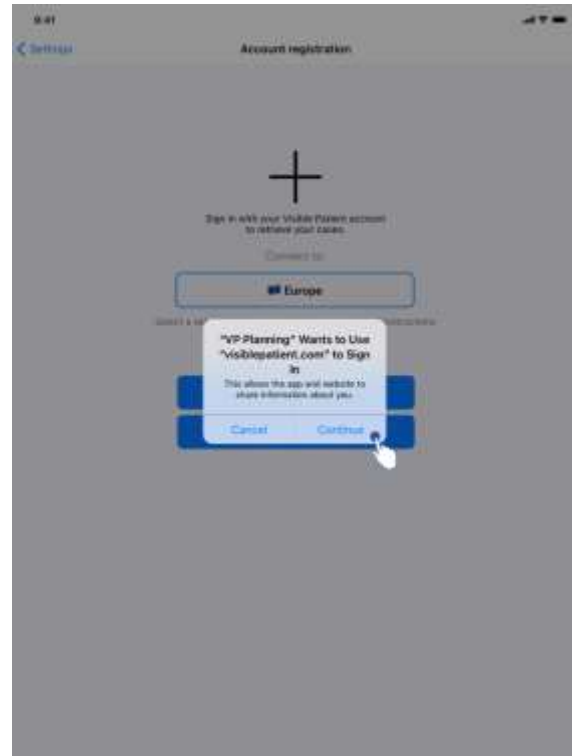 9:41
Settings
Account registration
Sign in with your Visible Patient account
to retrieve your cases.
Connect to:
Europe
"VP Planning" Wants to Use
"visiblepatient.com" to Sign
In
This allows the app and website to
share information about you.
Cancel
Continue